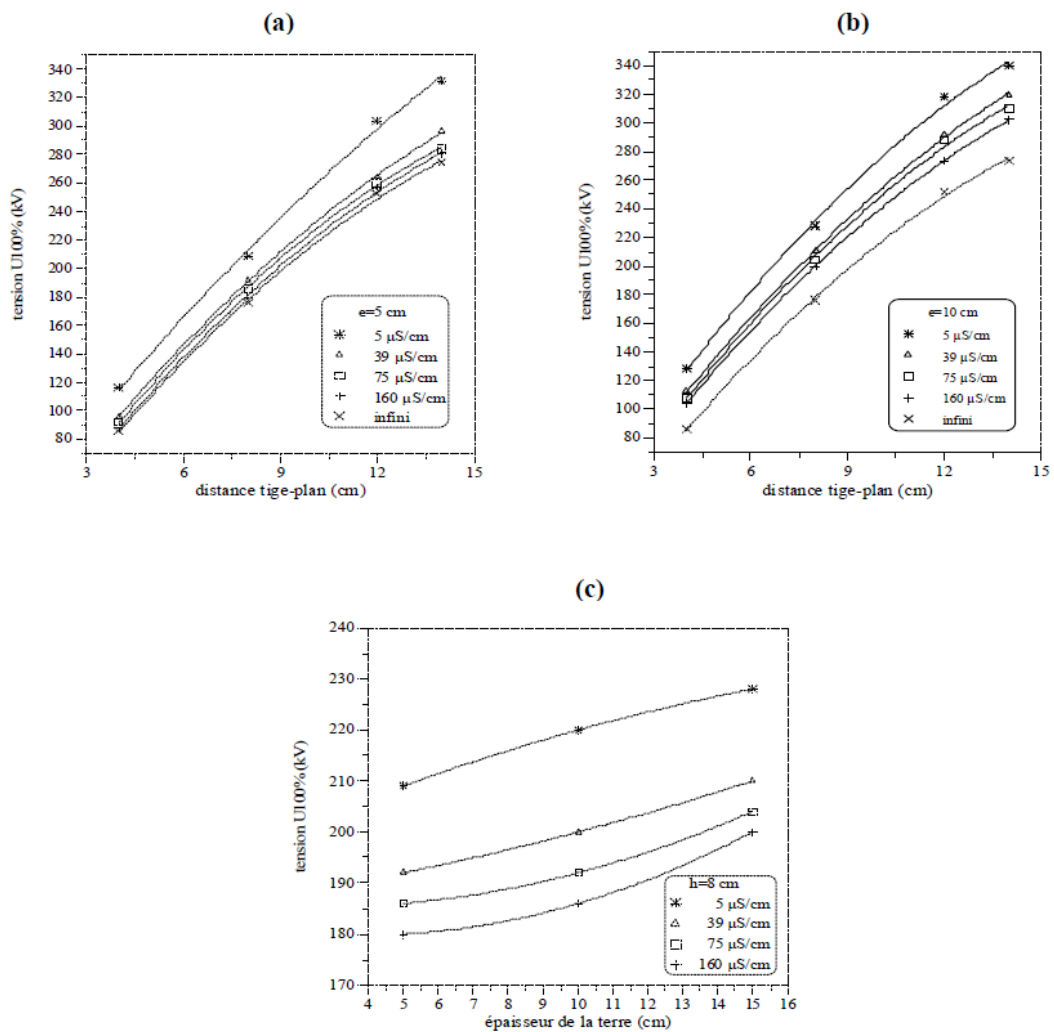 (a)
tension U100% (kV)
340
320
300
280
260
240
220
200
180
160
140
120
100
80
3
6
9
12
15
distance tige-plan (cm)
e=5 cm
5 µS/cm
39 µS/cm
75 µS/cm
160 µS/cm
infini
(b)
tension U100% (kV)
340
320
300
280
260
240
220
200
180
160
140
120
100
80
3
6
9
12
15
distance tige-plan (cm)
e=10 cm
5 µS/cm
39 µS/cm
75 µS/cm
160 µS/cm
infini
(c)
tension U100% (kV)
240
230
220
210
200
190
180
170
4
5
6
7
8
9
10
11
12
13
14
15
16
épaisseur de la terre (cm)
h=8 cm
5 µS/cm
39 µS/cm
75 µS/cm
160 µS/cm